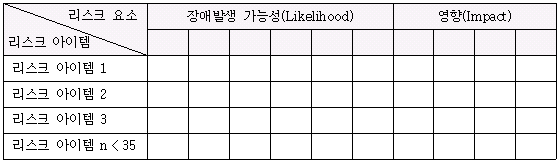 리스크 요소 장애발생 가능성(Likelihood) 영향(Impact)
리스크 아이템
리스크 아이템 1
리스크 아이템 2
리스크 아이템 3
리스크 아이템 n < 35